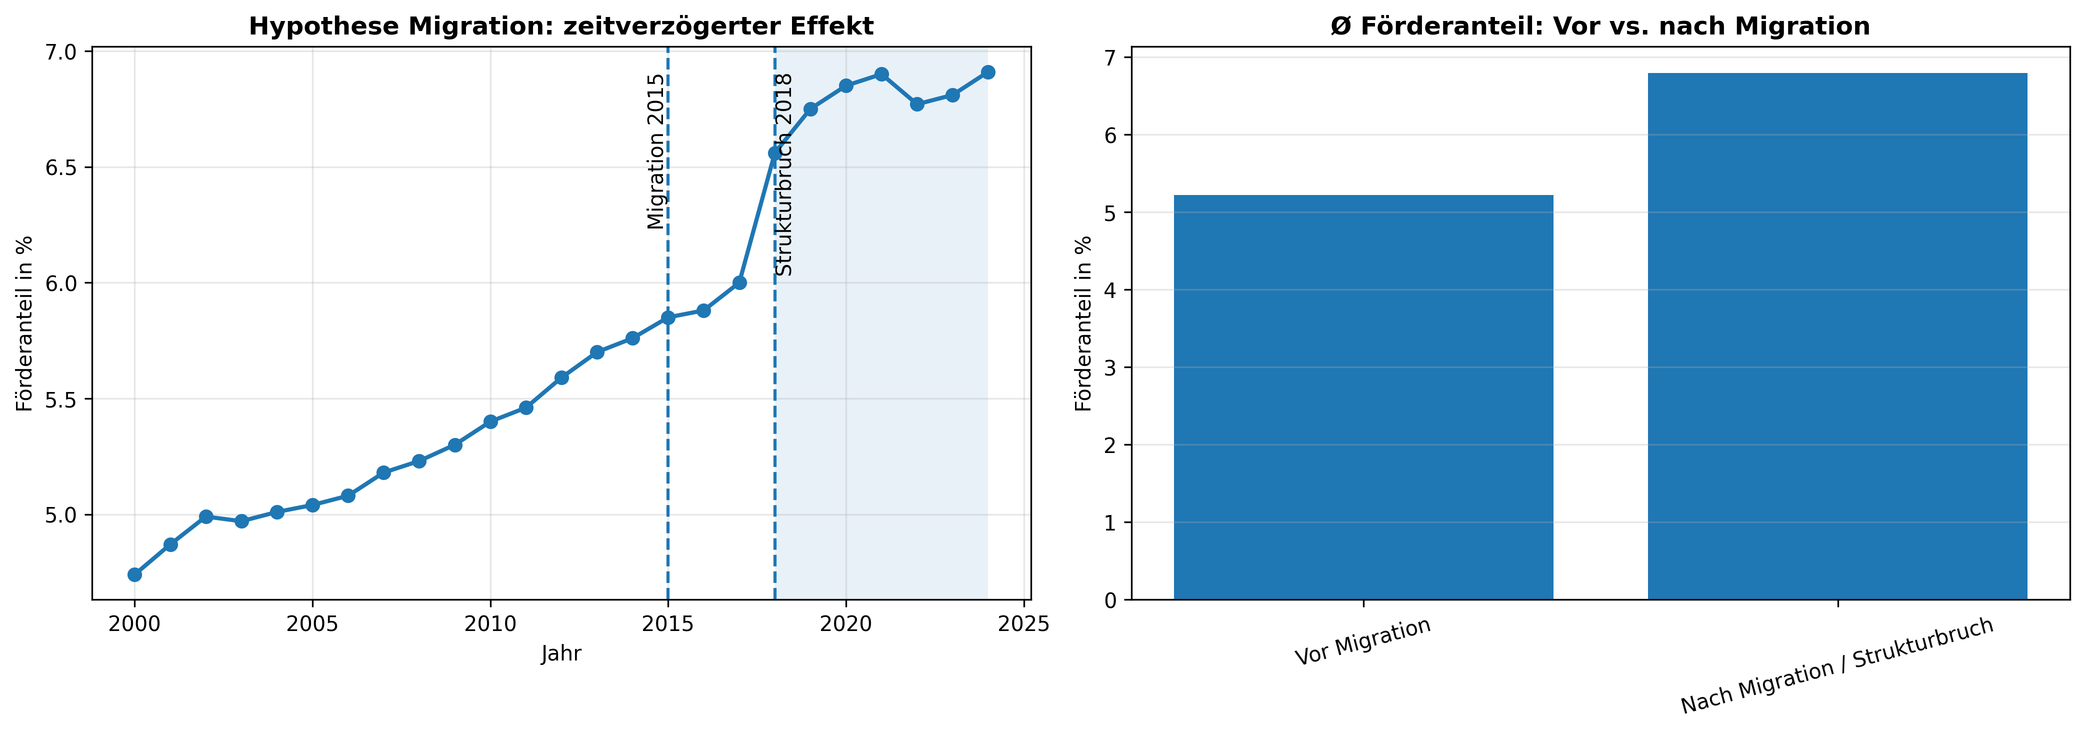 Hypothese Migration: zeitverzögerter Effekt
Förderanteil in %
7.0
6.5
6.0
5.5
5.0
Migration 2015
Strukturbruch 2018
2000
2005
2010
2015
2020
2025
Jahr
Ø Förderanteil: Vor vs. nach Migration
Förderanteil in %
7
6
5
4
3
2
1
0
Vor Migration
Nach Migration / Strukturbruch